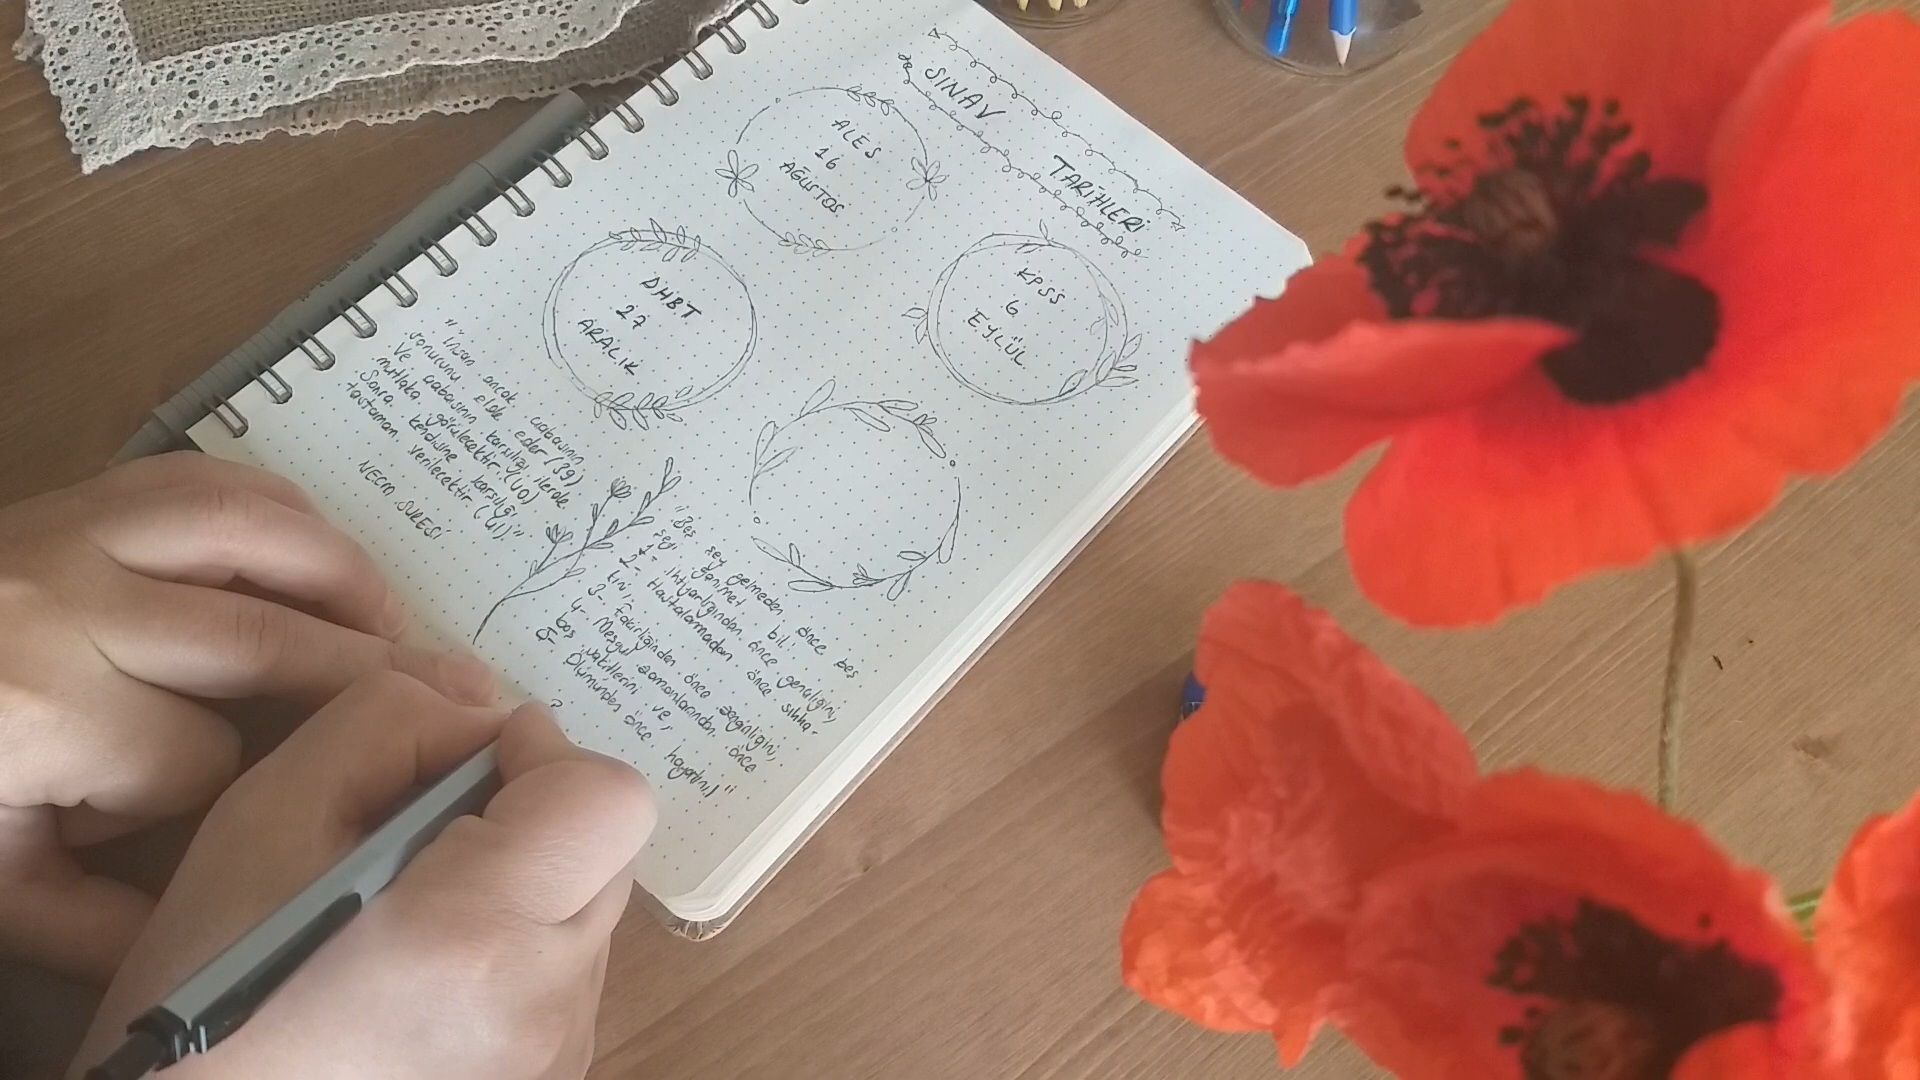 SINAV
TARİHLERİ
ALES
16
AĞUSTOS
KPSS
6
EYLÜL
DHBT
27
ARALIK
"İnsan ancak çabasının
sonucunu elde eder (39)
Ve çabasının karşılığı ilerde
mutlaka görülecektir. (40)
Sonra kendisine karşılığı
tastamam verilecektir (41)"
NECM SURESİ
"Beş şey gelmeden önce beş
şeyi ganimet bil!
1- İhtiyarlığından önce gençliğini,
2- Hastalanmadan önce sıhha-
tini,
3- Fakirliğinden önce zenginliğini,
4- Meşgul zamanlarından önce
boş vakitlerini ve,
5- Ölümünden önce hayatını!"